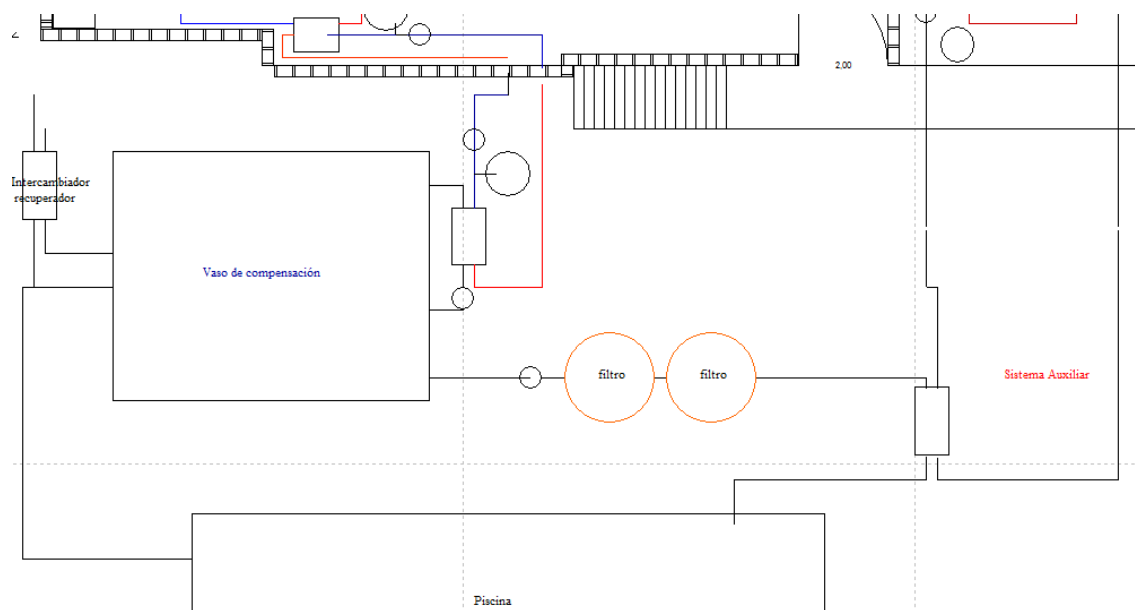 2,00
Intercambiador
recuperador
Vaso de compensación
filtro
filtro
Sistema Auxiliar
Piscina